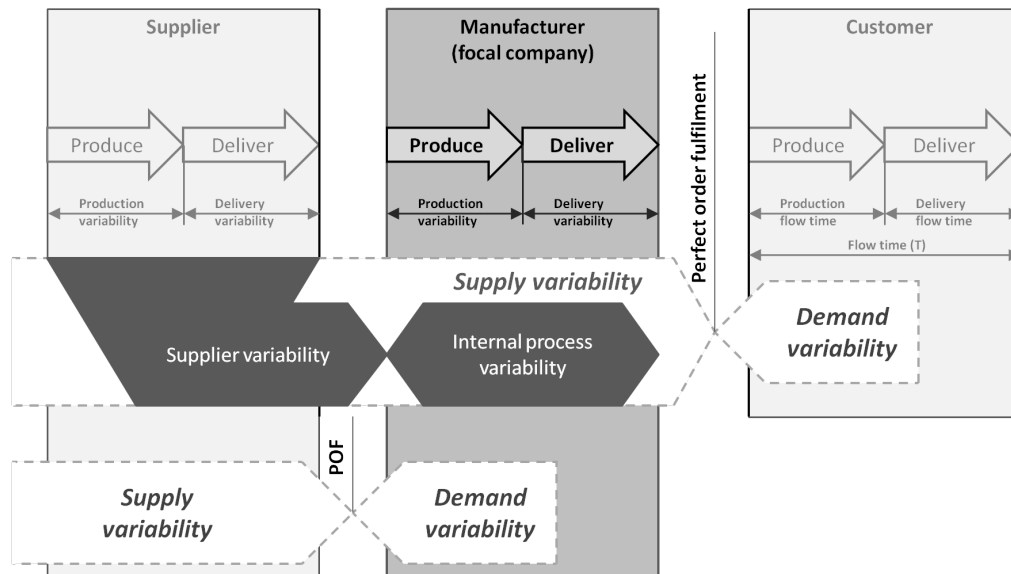 Supplier
Manufacturer
(focal company)
Customer
Produce
Deliver
Produce
Deliver
Produce
Deliver
Production
variability
Delivery
variability
Production
variability
Delivery
variability
Production
flow time
Delivery
flow time
Flow time (T)
Perfect order fulfilment
Supply variability
Supplier variability
Internal process
variability
Demand
variability
POF
Supply
variability
Demand
variability